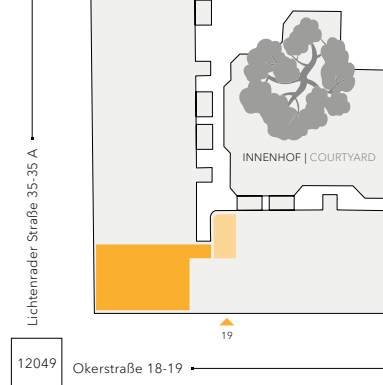 INNENHOF | COURTYARD
Lichtenrader Straße 35-35 A
19
12049
Okerstraße 18-19